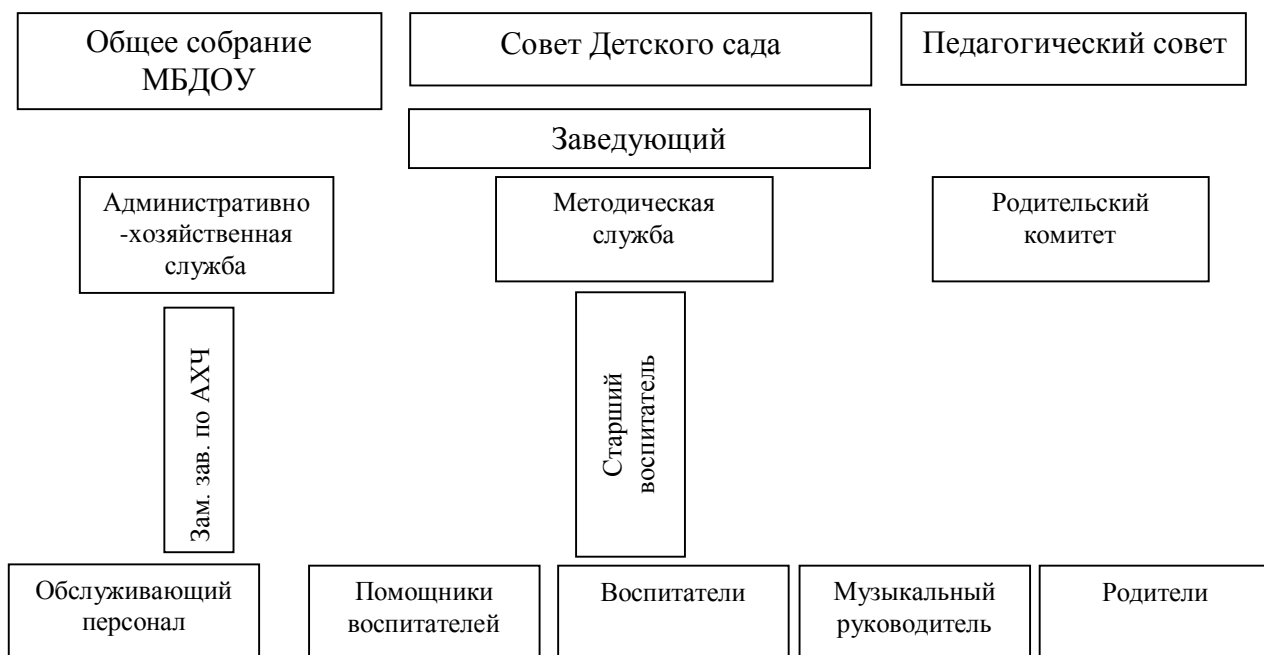 Общее собрание
МБДОУ
Совет Детского сада
Педагогический совет
Заведующий
Административно
-хозяйственная
служба
Методическая
служба
Родительский
комитет
Зам. зав. по АХЧ
Старший
воспитатель
Обслуживающий
персонал
Помощники
воспитателей
Воспитатели
Музыкальный
руководитель
Родители